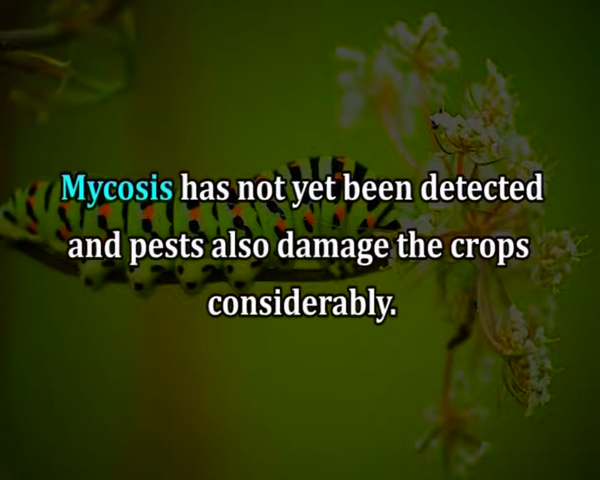 Mycosis has not yet been detected
and pests also damage the crops
considerably.